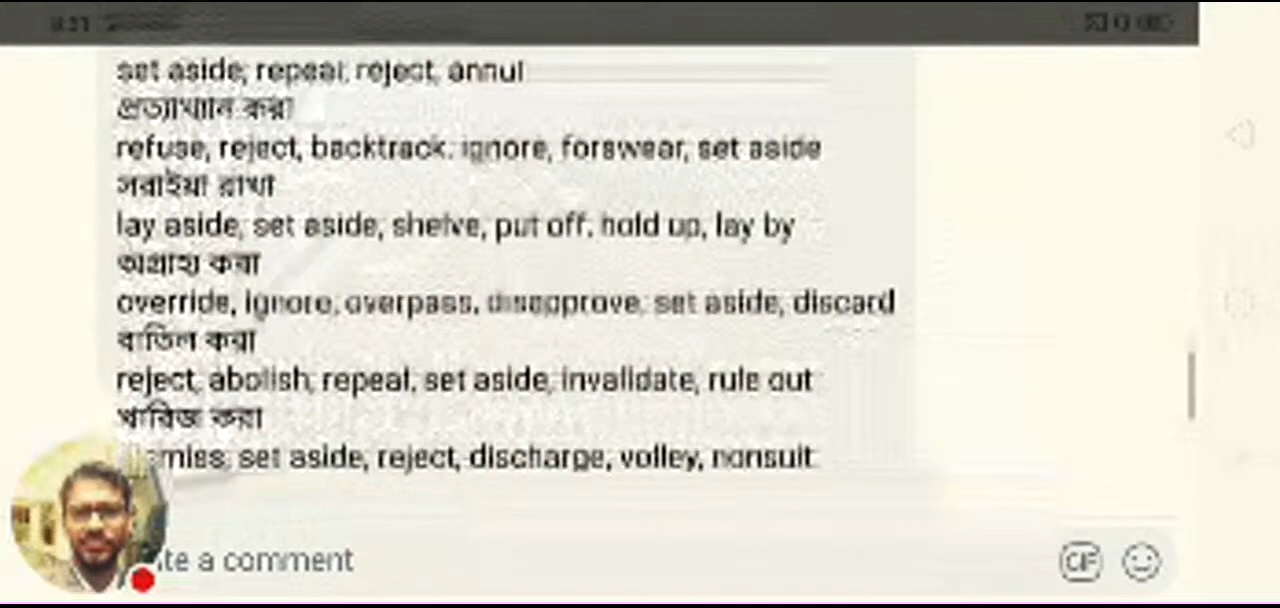 set aside, repeal, reject, annul
প্রত্যাখ্যান করা
refuse, reject, backtrack, ignore, forswear, set aside
সরাইয়া রাখা
lay aside, set aside, shelve, put off, hold up, lay by
অগ্রাহ্য করা
override, ignore, overpass, disapprove, set aside, discard
বাতিল করা
reject, abolish, repeal, set aside, invalidate, rule out
খারিজ করা
set aside, reject, discharge, volley, nonsuit
a comment
GIF